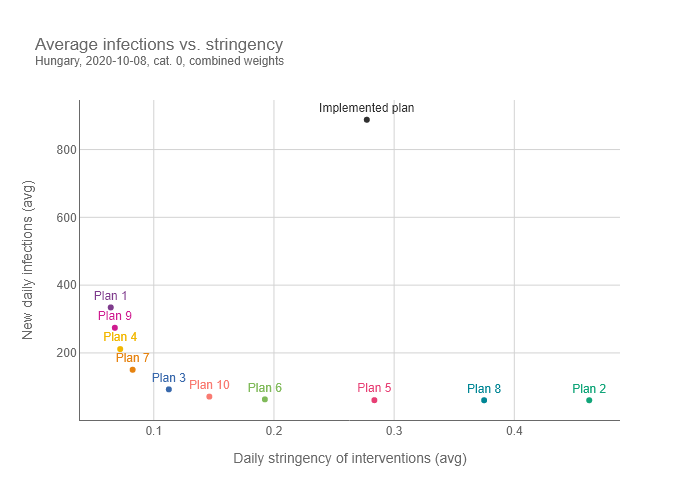 Average infections vs. stringency
Hungary, 2020-10-08, cat. 0, combined weights
Implemented plan
800
600
400
200
New daily infections (avg)
Plan 1
Plan 9
Plan 4
Plan 7
Plan 3
Plan 10
Plan 6
Plan 5
Plan 8
Plan 2
0.1
0.2
0.3
0.4
Daily stringency of interventions (avg)